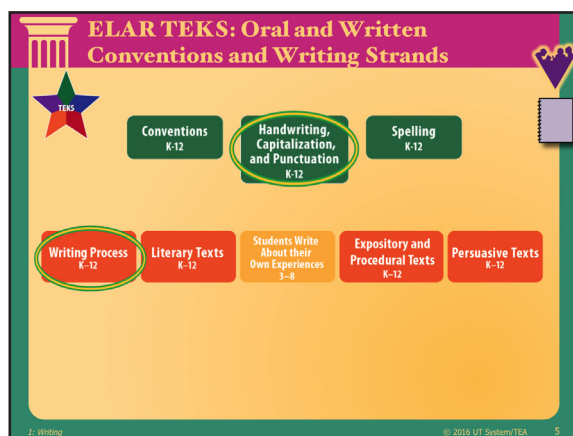 ELAR TEKS: Oral and Written
Conventions and Writing Strands
TEKS
Conventions
K-12
Handwriting,
Capitalization,
and Punctuation
K-12
Spelling
K-12
Writing Process
K–12
Literary Texts
K–12
Students Write
About their
Own Experiences
3–8
Expository and
Procedural Texts
K–12
Persuasive Texts
K–12
1: Writing
© 2016 UT System/TEA
5